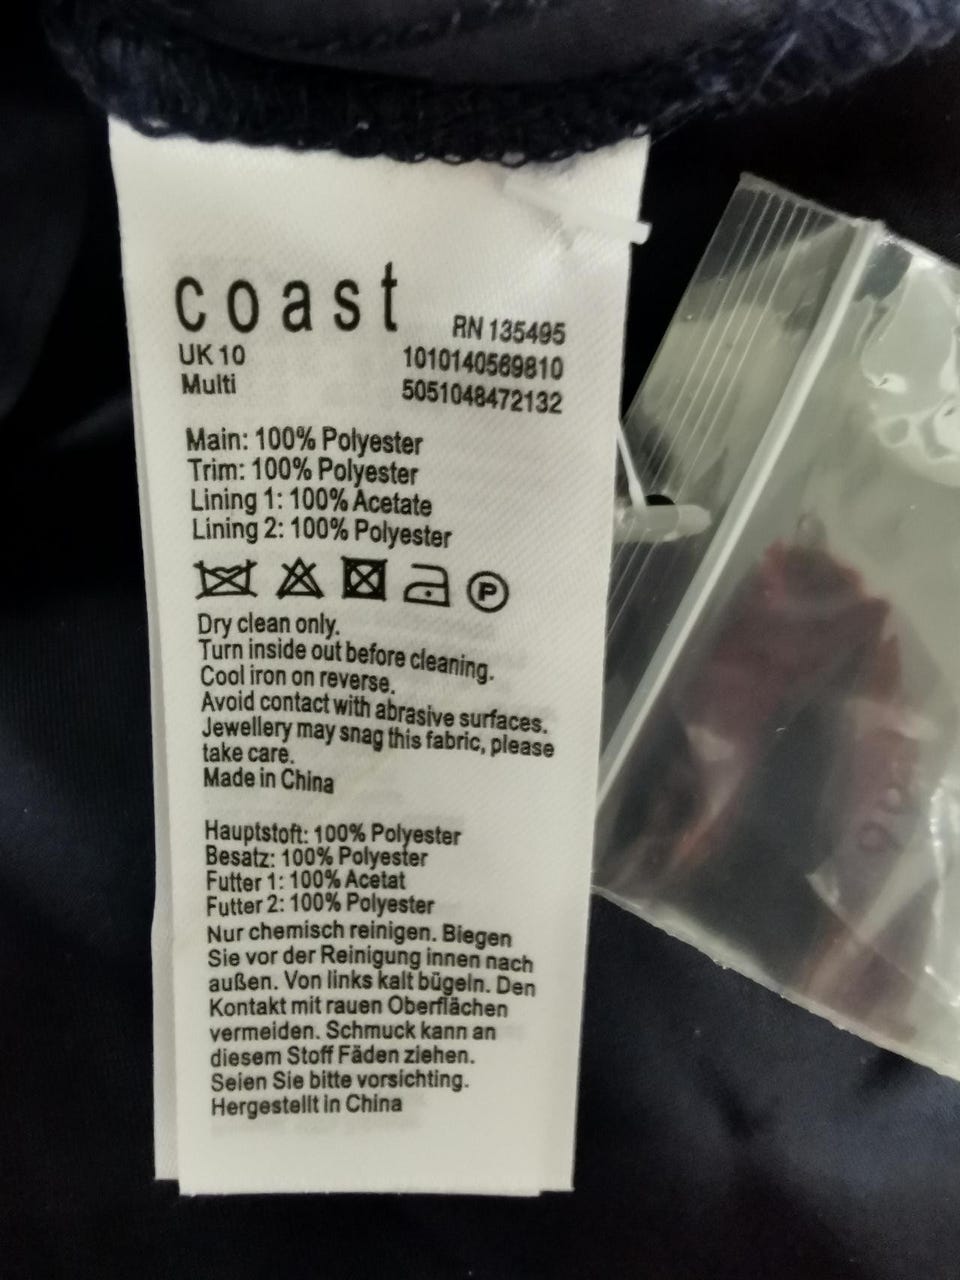 coast
RN 135495
UK 10
1010140569810
Multi
5051048472132
Main: 100% Polyester
Trim: 100% Polyester
Lining 1: 100% Acetate
Lining 2: 100% Polyester
P
Dry clean only.
Turn inside out before cleaning.
Cool iron on reverse.
Avoid contact with abrasive surfaces.
Jewellery may snag this fabric, please
take care.
Made in China
Hauptstoft: 100% Polyester
Besatz: 100% Polyester
Futter 1: 100% Acetat
Futter 2: 100% Polyester
Nur chemisch reinigen. Biegen
Sie vor der Reinigung innen nach
außen. Von links kalt bügeln. Den
Kontakt mit rauen Oberflächen
vermeiden. Schmuck kann an
diesem Stoff Fäden ziehen.
Seien Sie bitte vorsichting.
Hergestellt in China